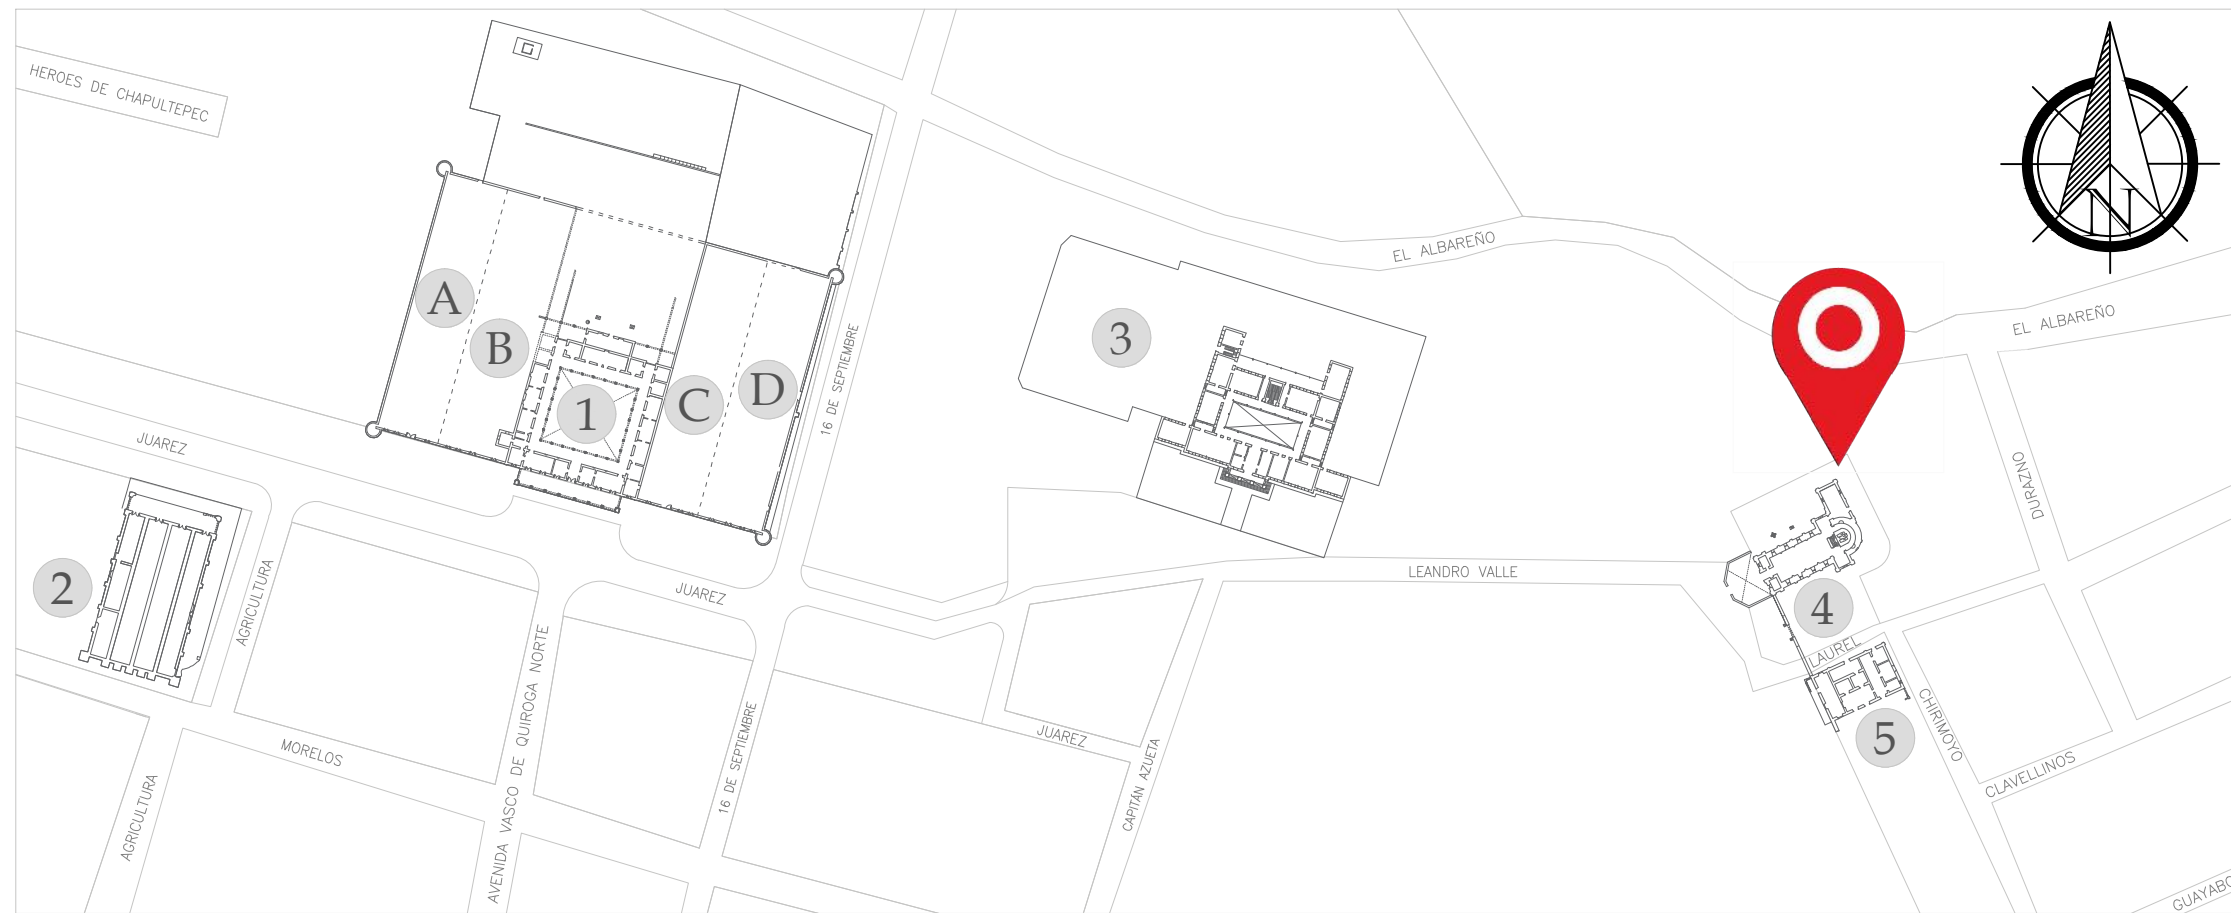 HEROES DE CHAPULTEPEC
N
EL ALBAREÑO
EL ALBAREÑO
A
B
C
D
1
3
16 DE SEPTIEMBRE
JUAREZ
DURAZNO
2
AGRICULTURA
JUAREZ
LEANDRO VALLE
4
LAUREL
5
CHIRIMOYO
AVENIDA VASCO DE QUIROGA NORTE
16 DE SEPTIEMBRE
JUAREZ
CAPITÁN AZUETA
MORELOS
AGRICULTURA
CLAVELLINOS
GUAYABO